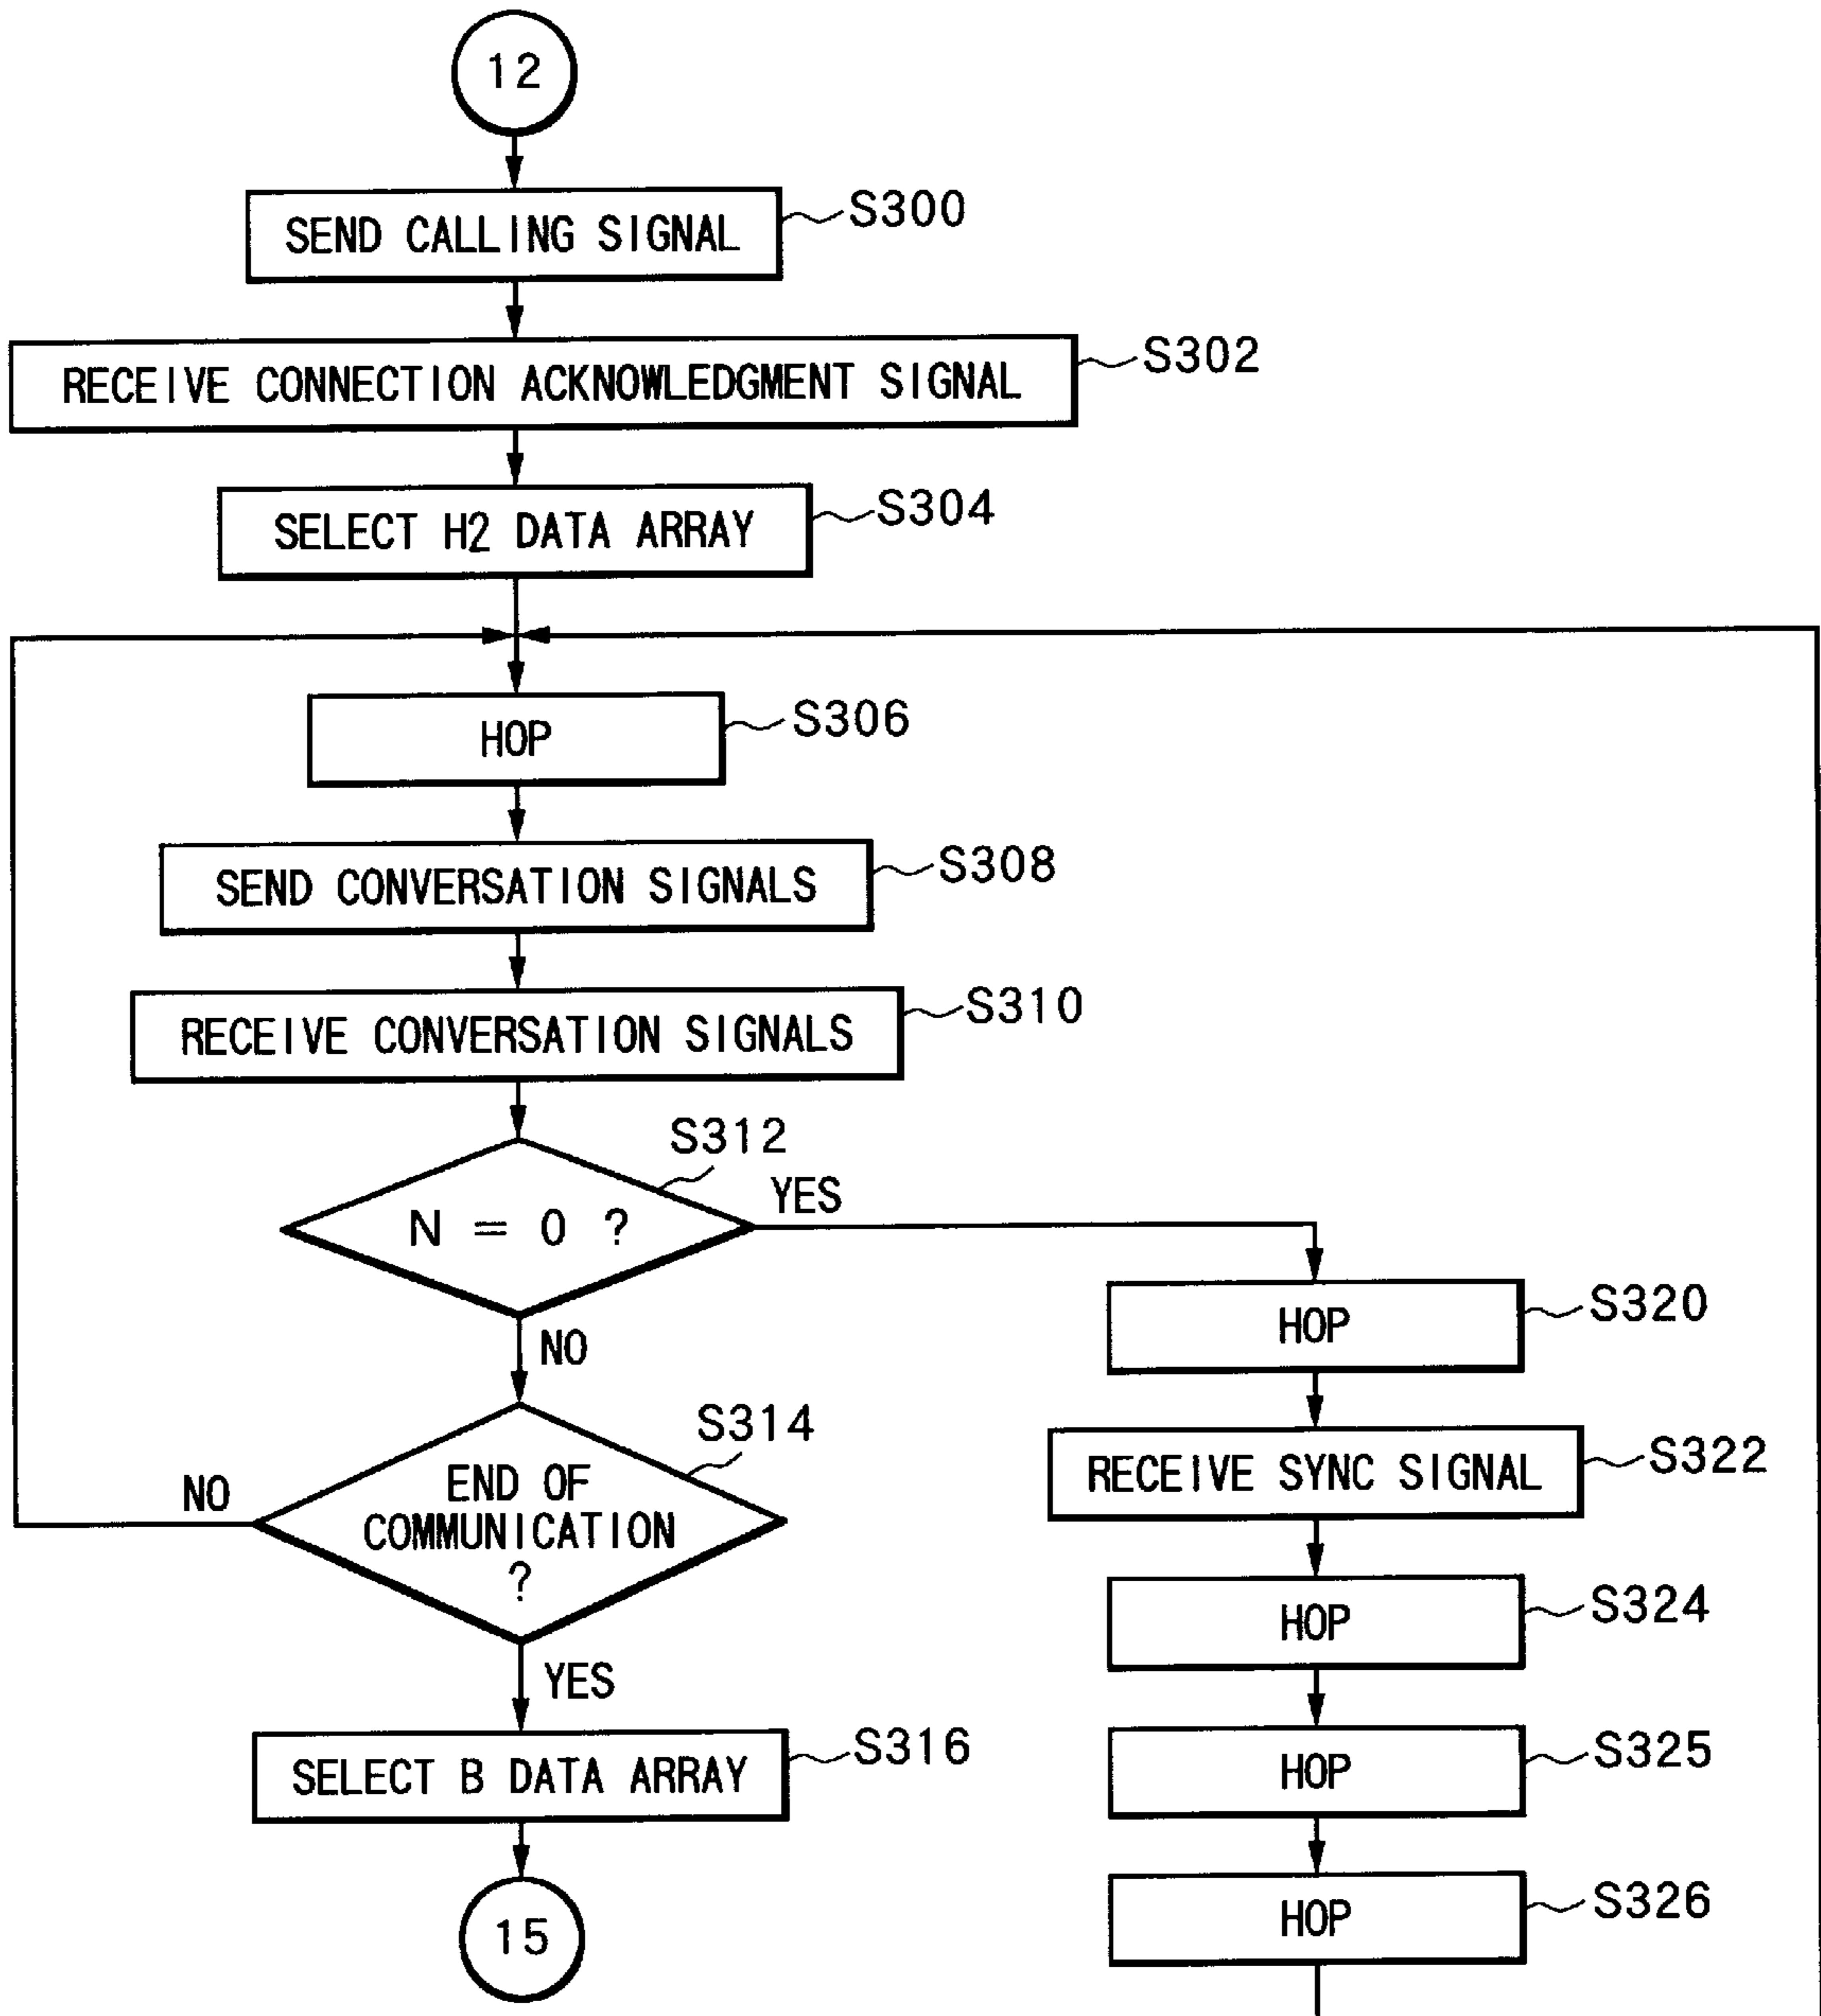 12
SEND CALLING SIGNAL
S300
RECEIVE CONNECTION ACKNOWLEDGMENT SIGNAL
S302
SELECT H2 DATA ARRAY
S304
HOP
S306
SEND CONVERSATION SIGNALS
S308
RECEIVE CONVERSATION SIGNALS
S310
S312
N = 0 ?
YES
NO
S314
END OF
COMMUNICATION
?
NO
YES
SELECT B DATA ARRAY
S316
15
HOP
S320
RECEIVE SYNC SIGNAL
S322
HOP
S324
HOP
S325
HOP
S326